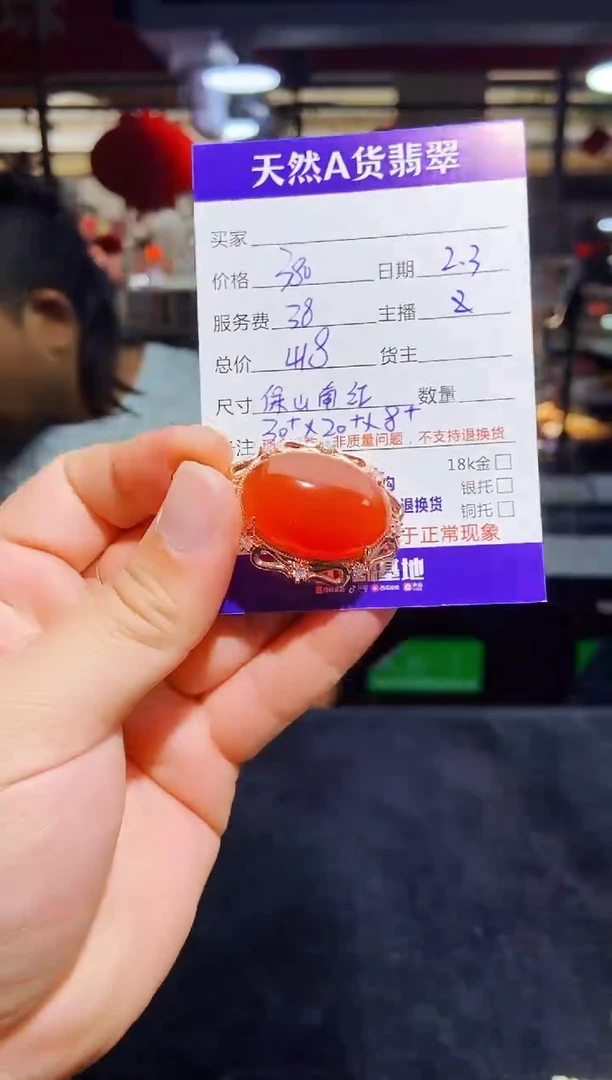 天然A货翡翠
买家
价格 380 日期 2.3
服务费 38 主播
总价 418 货主
尺寸 保山南红 数量
30+x20+x8+
注 非质量问题，不支持退换货
18k金
银托
退换货 铜托
于正常现象
基地